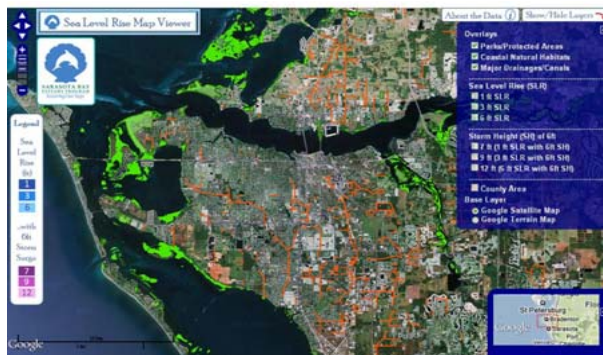 Sea Level Rise Map Viewer
About the Data
Show/Hide Layers
SARASOTA BAY
ESTUARY PROGRAM
Overlays
Parks/Protected Areas
Coastal Natural Habitats
Major Drainages/Canals
Sea Level Rise (SLR)
1 ft SLR
3 ft SLR
6 ft SLR
Storm Height (SH) of 6ft
7 ft (1 ft SLR with 6ft SH)
9 ft (3 ft SLR with 6ft SH)
12 ft (6 ft SLR with 6ft SH)
County Area
Base Layer
Google Satellite Map
Google Terrain Map
Legend
Sea
Level
Rise
(ft)
1
3
6
...with
6ft
Storm
Surge
7
9
12
Google
St Petersburg
Bradenton
Sarasota
Google